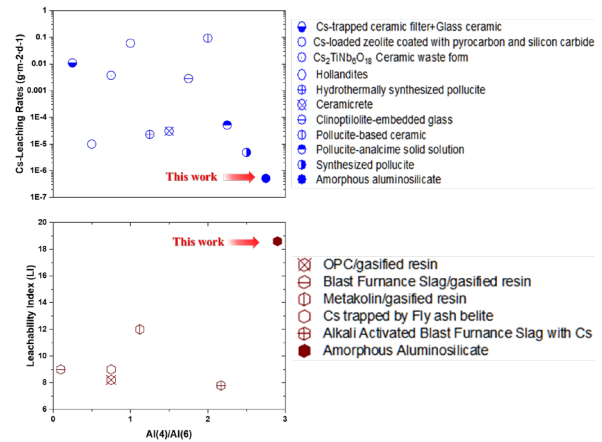 Cs-Leaching Rates (g·m-2·d-1)
100
10
1
0.1
0.01
0.001
1E-4
1E-5
1E-6
1E-7
This work
Cs-trapped ceramic filter+Glass ceramic
Cs-loaded zeolite coated with pyrocarbon and silicon carbide
Cs2TiNb6O18 Ceramic waste form
Hollandites
Hydrothermally synthesized pollucite
Ceramicrete
Clinoptilolite-embedded glass
Pollucite-based ceramic
Pollucite-analcime solid solution
Synthesized pollucite
Amorphous aluminosilicate
Leachability Index (LI)
20
18
16
14
12
10
8
6
0
1
2
3
Al(4)/Al(6)
This work
OPC/gasified resin
Blast Furnance Slag/gasified resin
Metakolin/gasified resin
Cs trapped by Fly ash belite
Alkali Activated Blast Furnance Slag with Cs
Amorphous Aluminosilicate